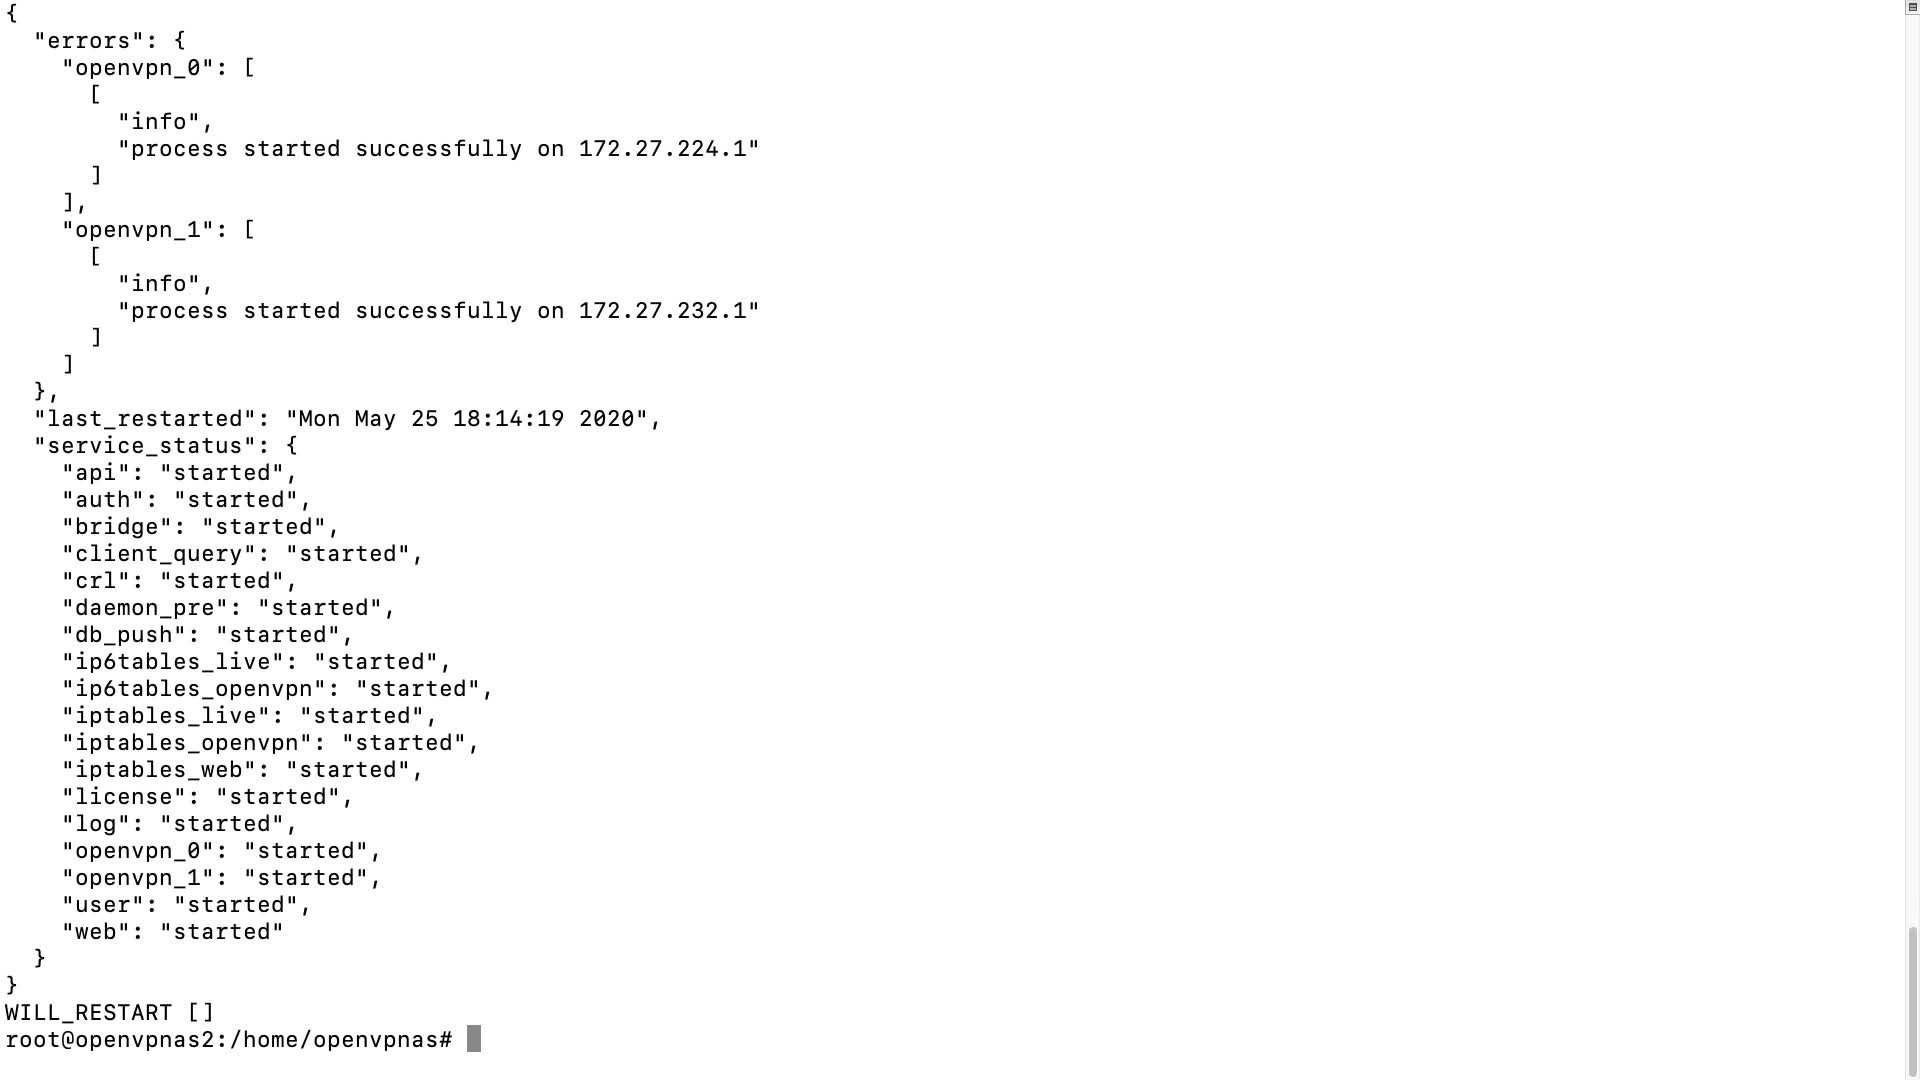 {
  "errors": {
    "openvpn_0": [
      [
        "info",
        "process started successfully on 172.27.224.1"
      ]
    ],
    "openvpn_1": [
      [
        "info",
        "process started successfully on 172.27.232.1"
      ]
    ]
  },
  "last_restarted": "Mon May 25 18:14:19 2020",
  "service_status": {
    "api": "started",
    "auth": "started",
    "bridge": "started",
    "client_query": "started",
    "crl": "started",
    "daemon_pre": "started",
    "db_push": "started",
    "ip6tables_live": "started",
    "ip6tables_openvpn": "started",
    "iptables_live": "started",
    "iptables_openvpn": "started",
    "iptables_web": "started",
    "license": "started",
    "log": "started",
    "openvpn_0": "started",
    "openvpn_1": "started",
    "user": "started",
    "web": "started"
  }
}
WILL_RESTART []
root@openvpnas2:/home/openvpnas#